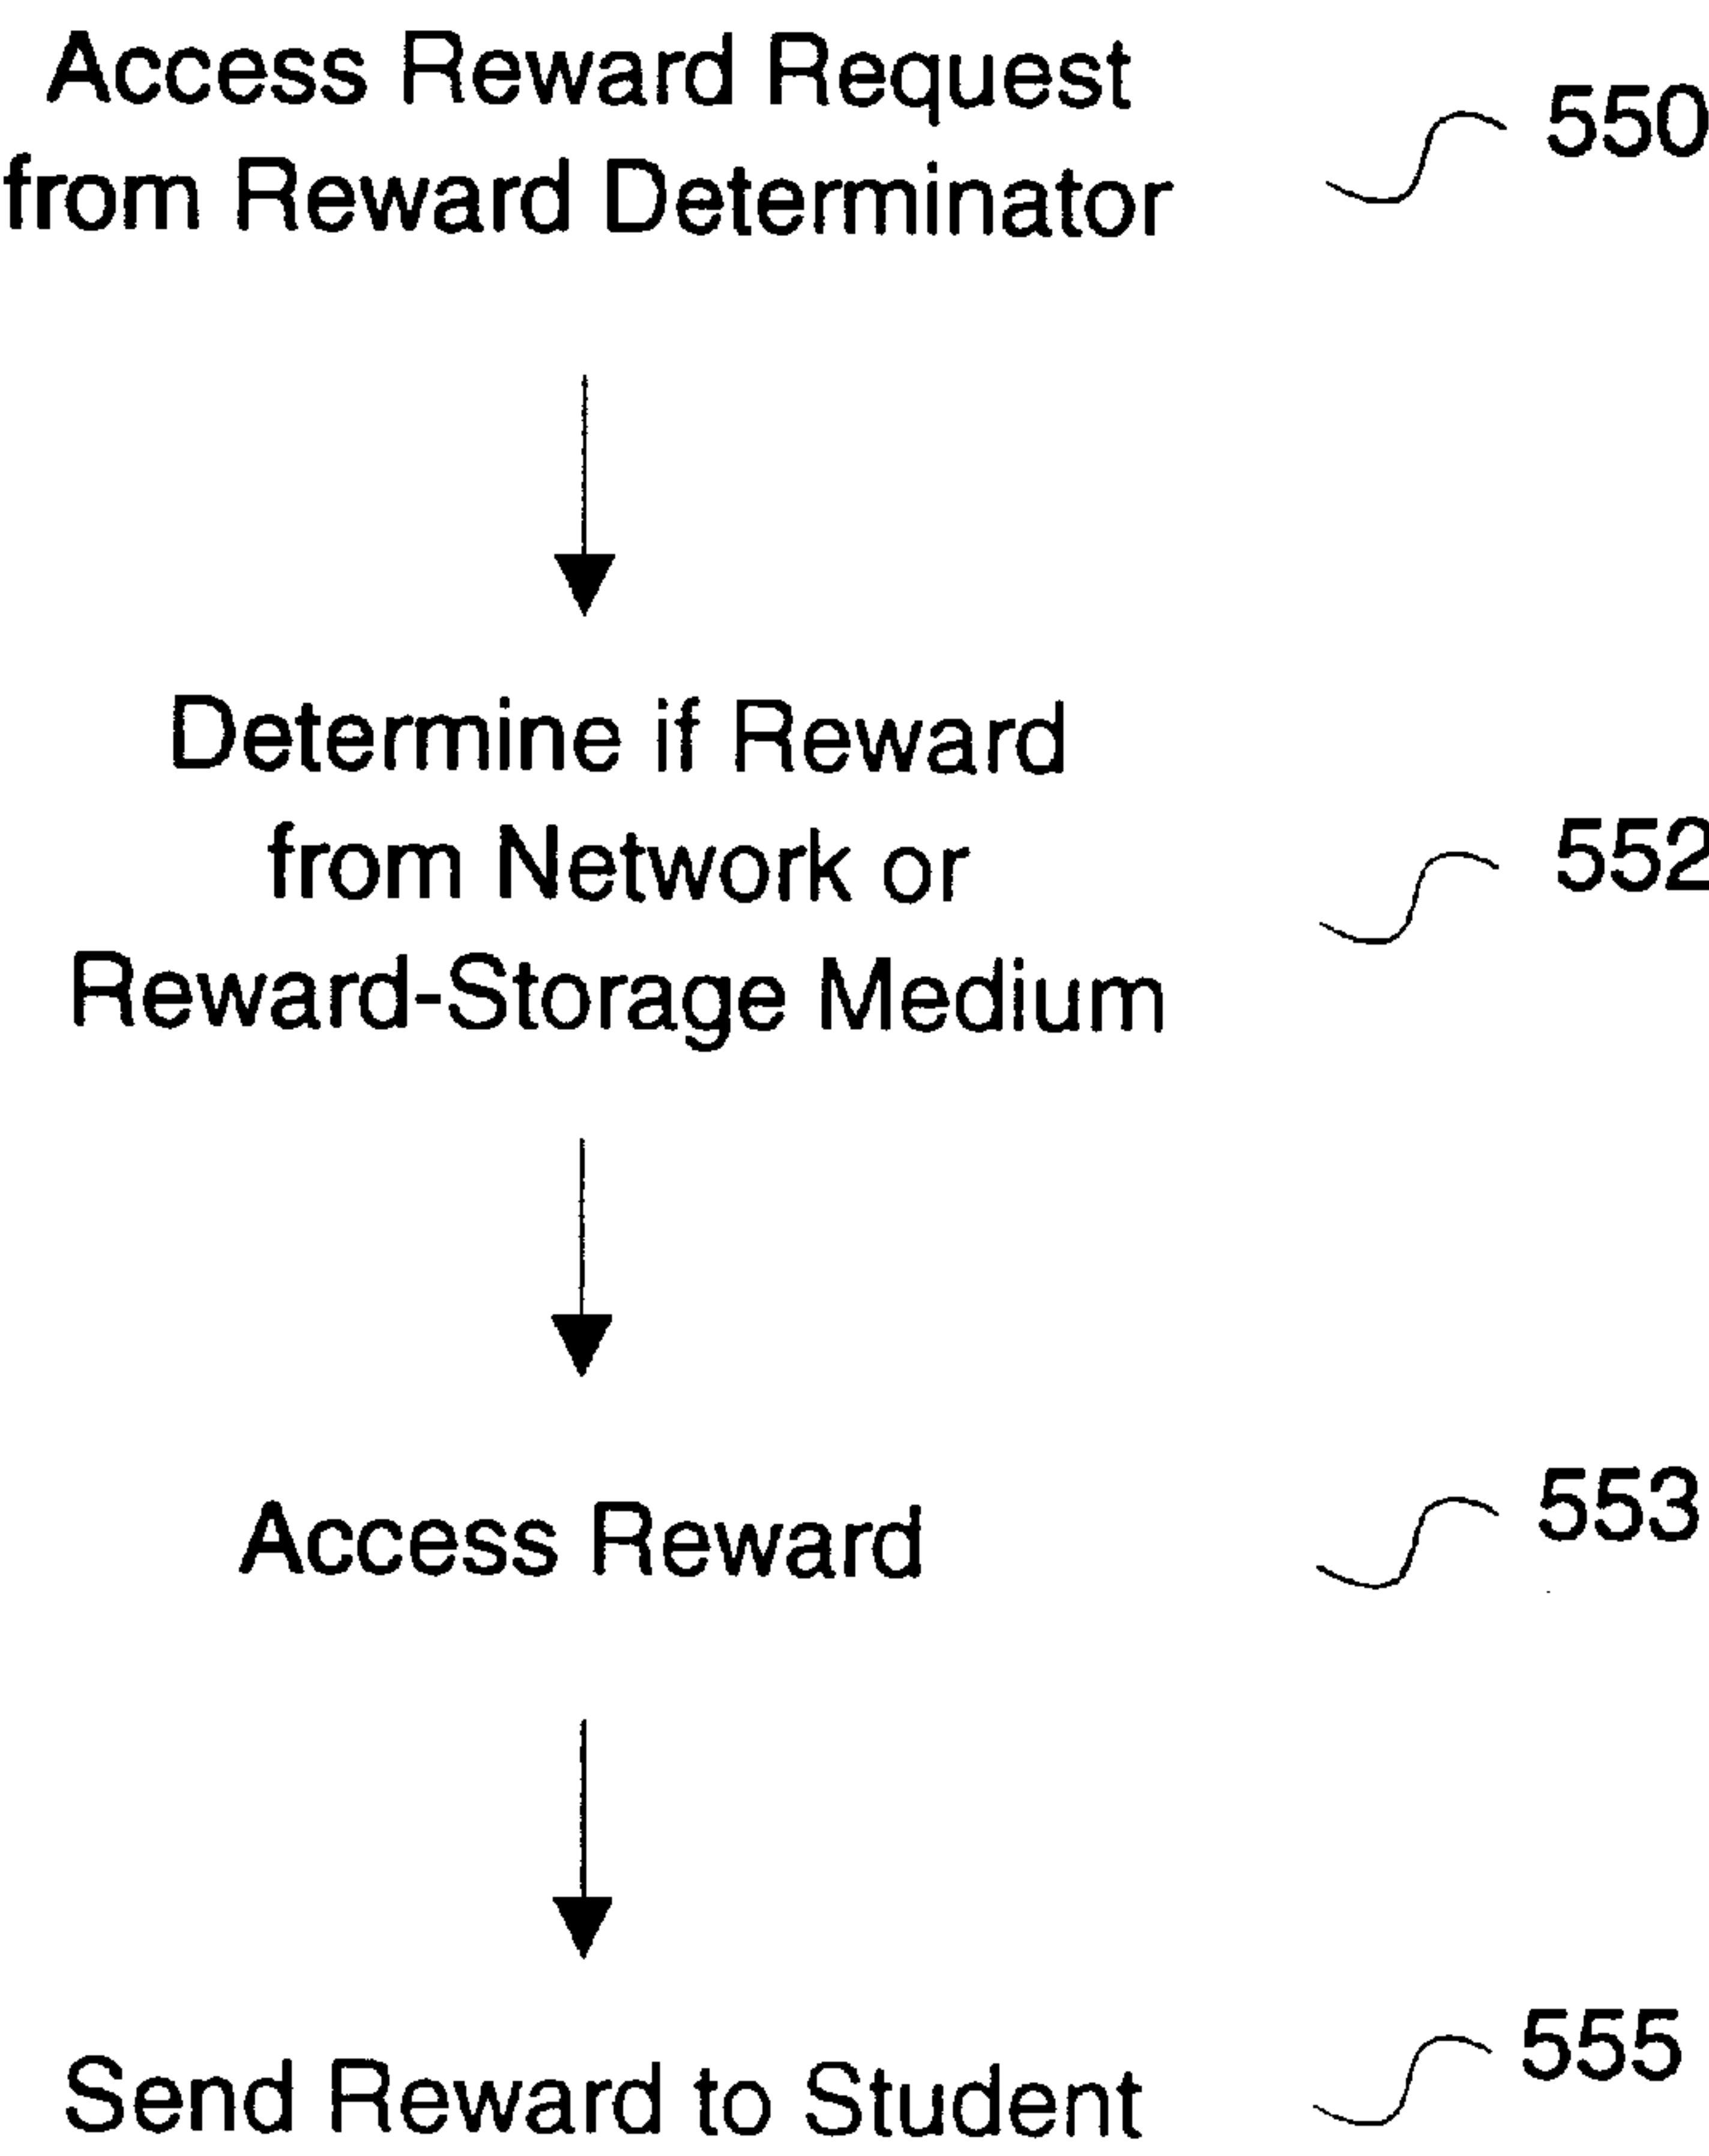 Access Reward Request
from Reward Determinator
550
Determine if Reward
from Network or
Reward-Storage Medium
552
Access Reward
553
Send Reward to Student
555